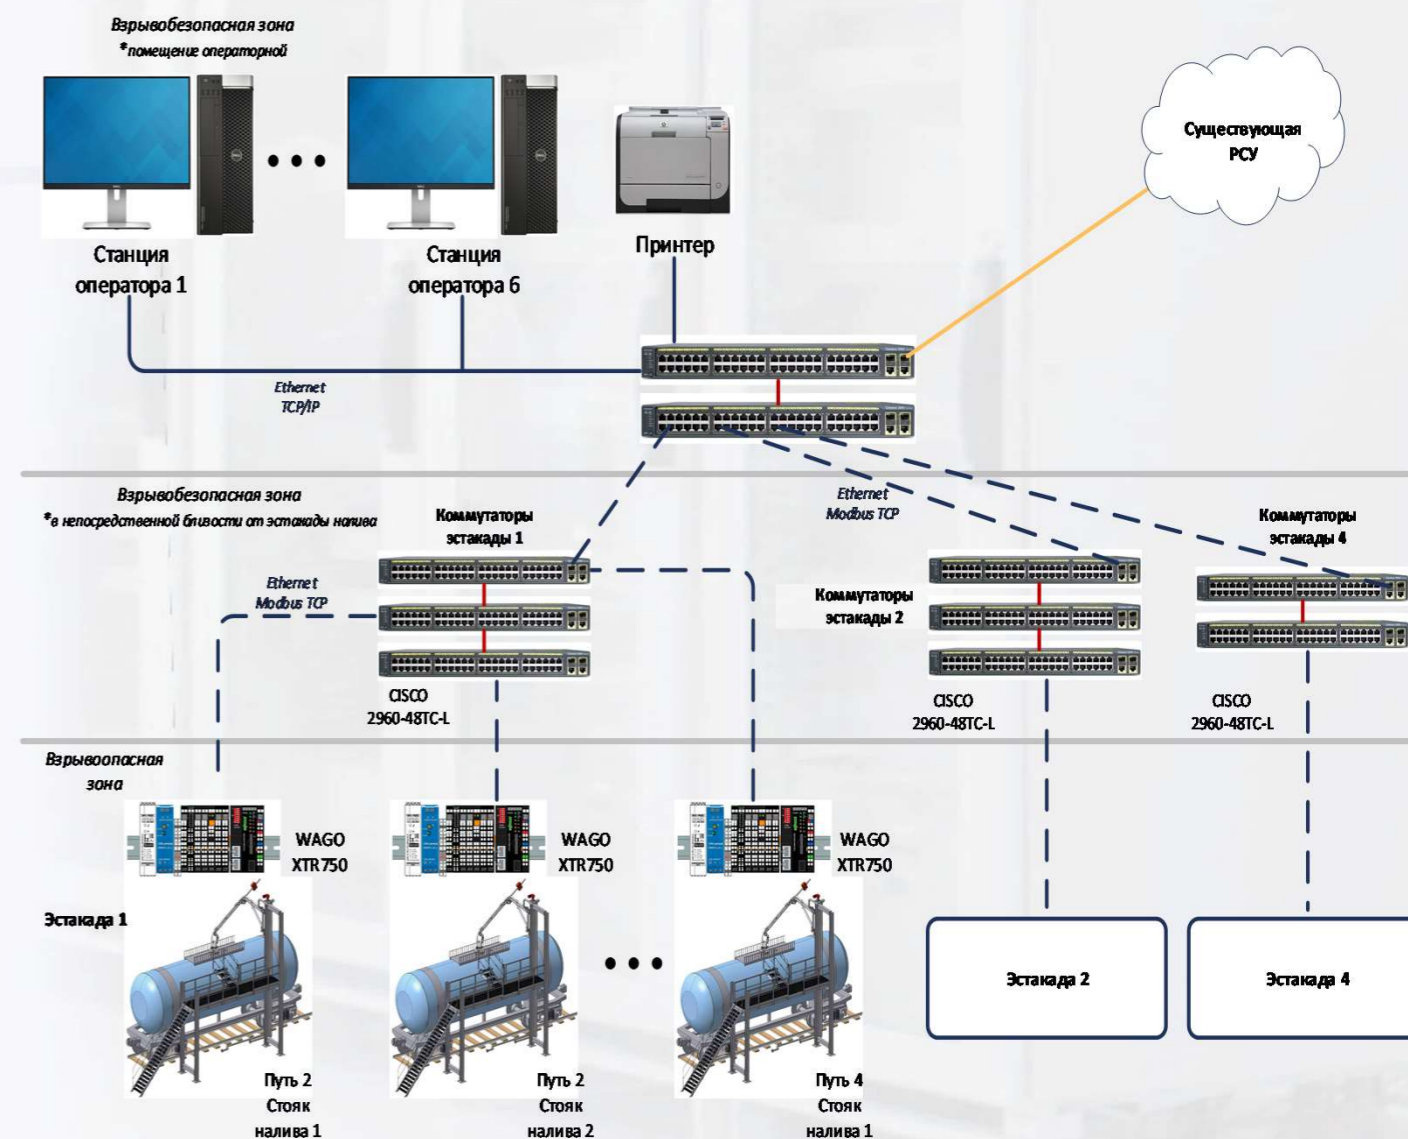 Взрывобезопасная зона
*помещение операторной
Существующая
РСУ
Станция
оператора 1
Станция
оператора 6
Принтер
Ethernet
TCP/IP
Взрывобезопасная зона
*в непосредственной близости от эстакады налива
Ethernet
Modbus TCP
Коммутаторы
эстакады 1
Коммутаторы
эстакады 4
Ethernet
Modbus TCP
Коммутаторы
эстакады 2
CISCO
2960-48TC-L
CISCO
2960-48TC-L
CISCO
2960-48TC-L
Взрывоопасная
зона
WAGO
XTR750
WAGO
XTR750
WAGO
XTR750
Эстакада 1
Эстакада 2
Эстакада 4
Путь 2
Стояк
налива 1
Путь 2
Стояк
налива 2
Путь 4
Стояк
налива 1